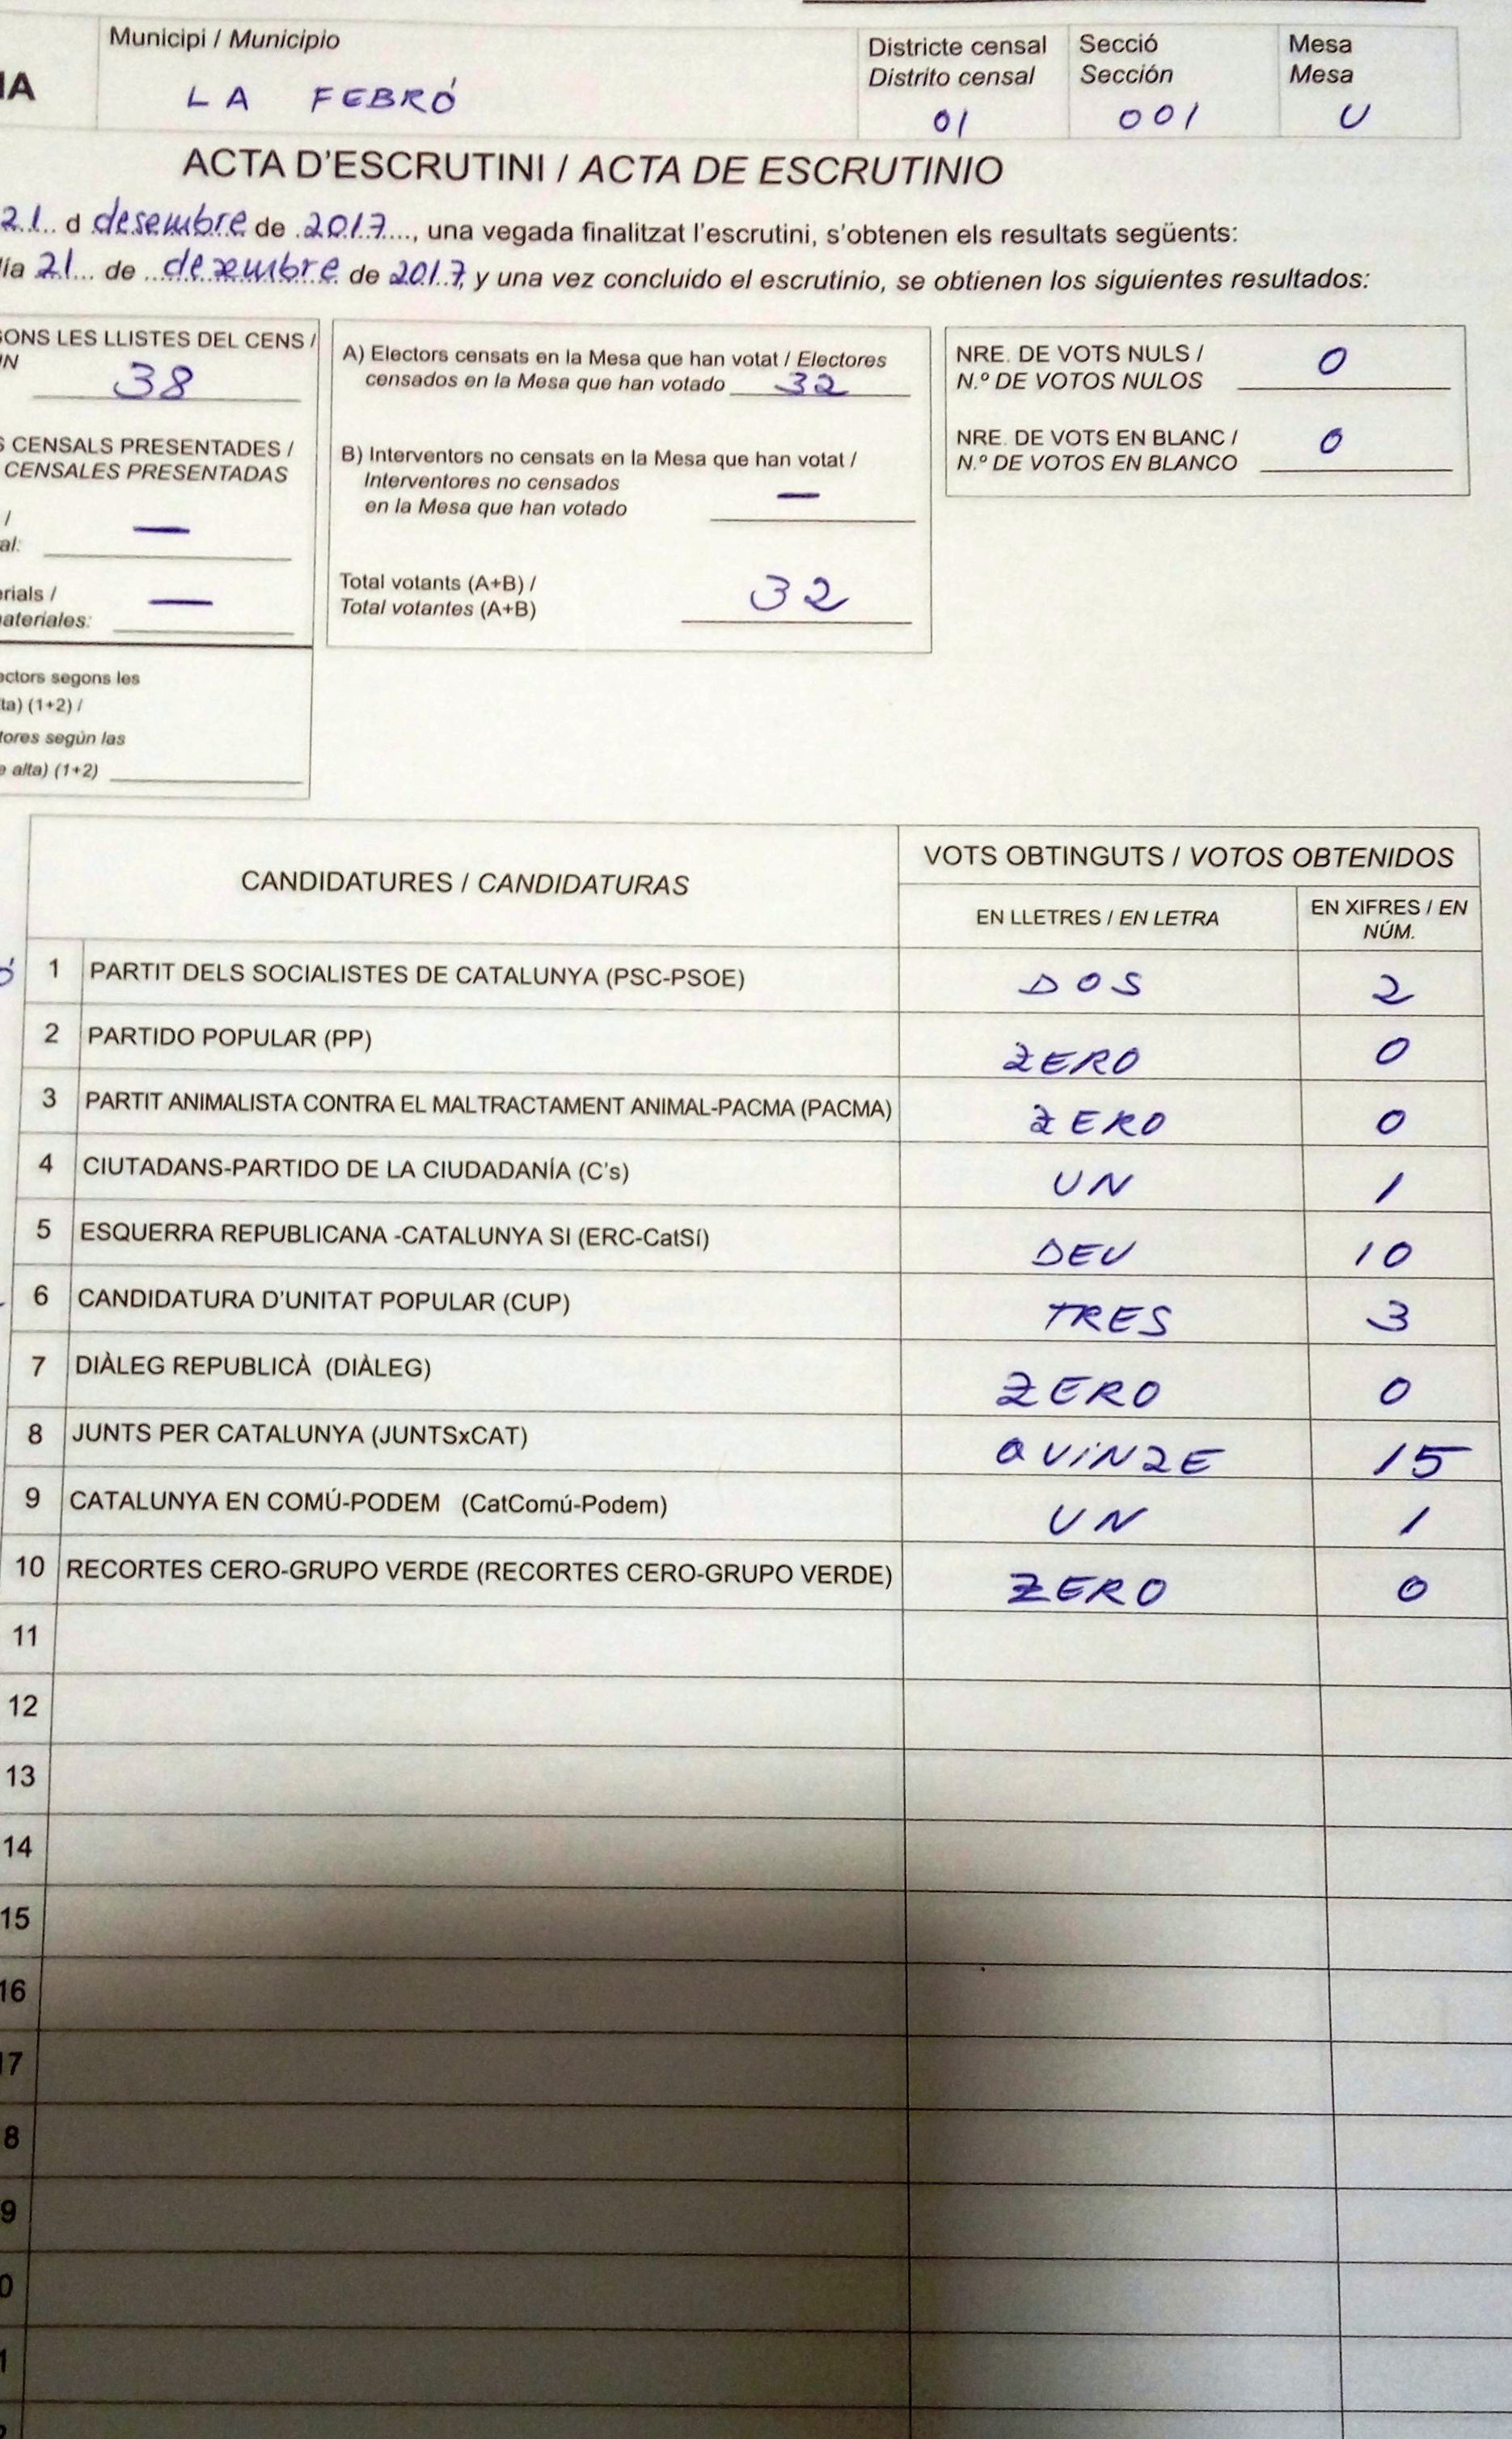 IA
Municipi / Municipio
LA FEBRÓ
Districte censal
Distrito censal
01
Secció
Sección
001
Mesa
Mesa
U
ACTA D'ESCRUTINI / ACTA DE ESCRUTINIO
21 d desembre de 2017, una vegada finalitzat l'escrutini, s'obtenen els resultats següents:
ía 21 de dezembre de 2017, y una vez concluido el escrutinio, se obtienen los siguientes resultados:
ONS LES LLISTES DEL CENS /
N
38
S CENSALS PRESENTADES /
CENSALES PRESENTADAS
/
al: —
rials /
ateriales: —
ectors segons les
ta) (1+2) /
tores según las
e alta) (1+2)
A) Electors censats en la Mesa que han votat / Electores
censados en la Mesa que han votado 32
B) Interventors no censats en la Mesa que han votat /
Interventores no censados
en la Mesa que han votado —
Total votants (A+B) /
Total votantes (A+B) 32
NRE. DE VOTS NULS /
N.º DE VOTOS NULOS 0
NRE. DE VOTS EN BLANC /
N.º DE VOTOS EN BLANCO 0
CANDIDATURES / CANDIDATURAS
VOTS OBTINGUTS / VOTOS OBTENIDOS
EN LLETRES / EN LETRA
EN XIFRES / EN
NÚM.
1 PARTIT DELS SOCIALISTES DE CATALUNYA (PSC-PSOE) DOS 2
2 PARTIDO POPULAR (PP) ZERO 0
3 PARTIT ANIMALISTA CONTRA EL MALTRACTAMENT ANIMAL-PACMA (PACMA) ZERO 0
4 CIUTADANS-PARTIDO DE LA CIUDADANÍA (C's) UN 1
5 ESQUERRA REPUBLICANA -CATALUNYA SI (ERC-CatSí) DEU 10
6 CANDIDATURA D'UNITAT POPULAR (CUP) TRES 3
7 DIÀLEG REPUBLICÀ (DIÀLEG) ZERO 0
8 JUNTS PER CATALUNYA (JUNTSxCAT) QUINZE 15
9 CATALUNYA EN COMÚ-PODEM (CatComú-Podem) UN 1
10 RECORTES CERO-GRUPO VERDE (RECORTES CERO-GRUPO VERDE) ZERO 0
11
12
13
14
15
16
17
8
9
0
1